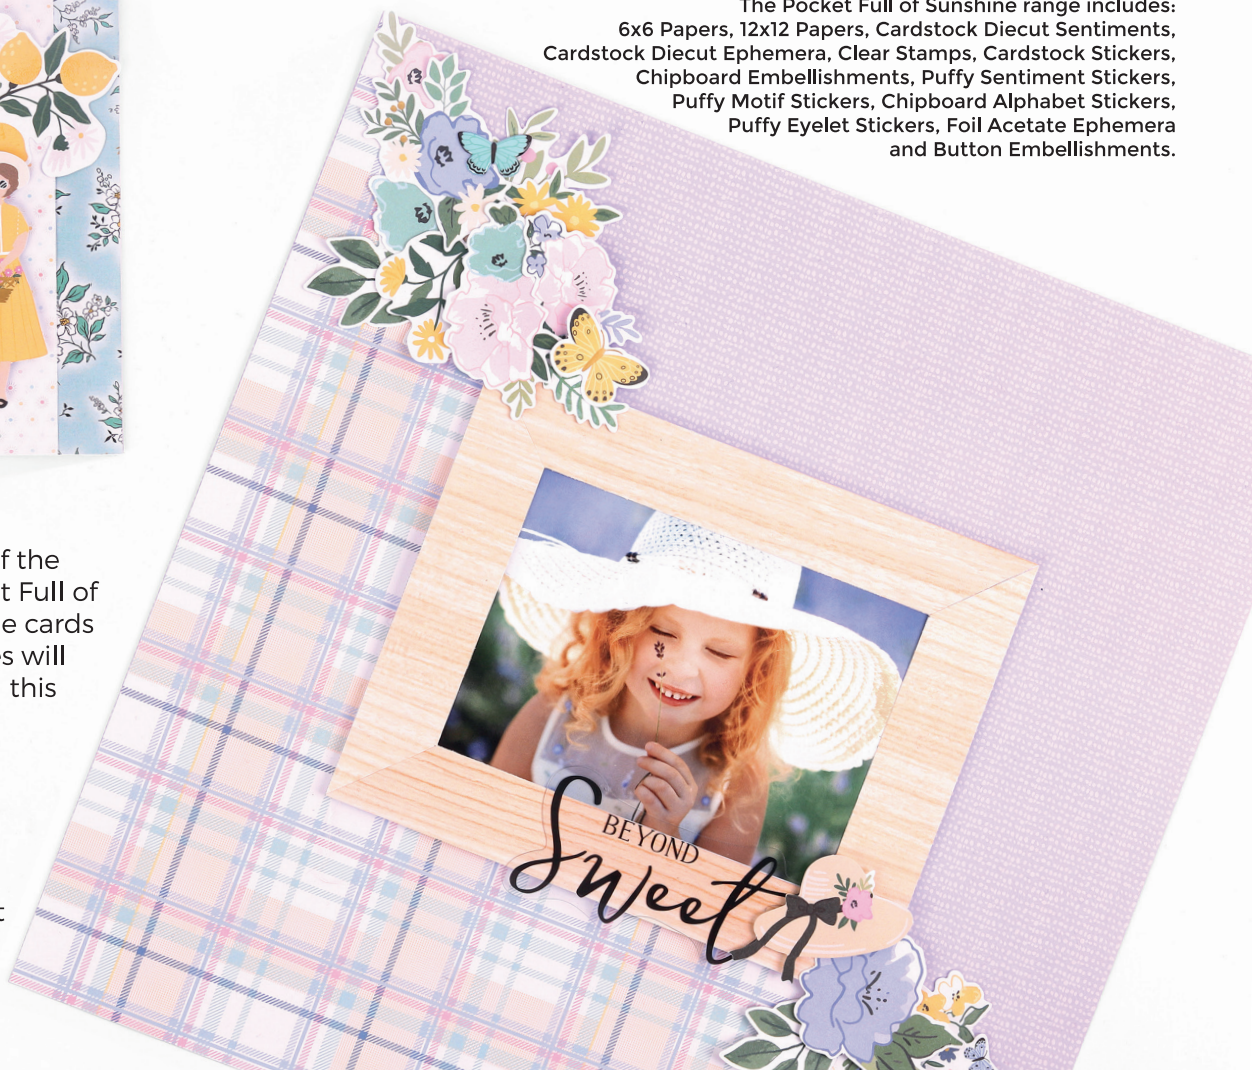 The Pocket Full of Sunshine range includes:
6x6 Papers, 12x12 Papers, Cardstock Diecut Sentiments,
Cardstock Diecut Ephemera, Clear Stamps, Cardstock Stickers,
Chipboard Embellishments, Puffy Sentiment Stickers,
Puffy Motif Stickers, Chipboard Alphabet Stickers,
Puffy Eyelet Stickers, Foil Acetate Ephemera
and Button Embellishments.
f the
t Full of
e cards
s will
this
t
BEYOND
Sweet